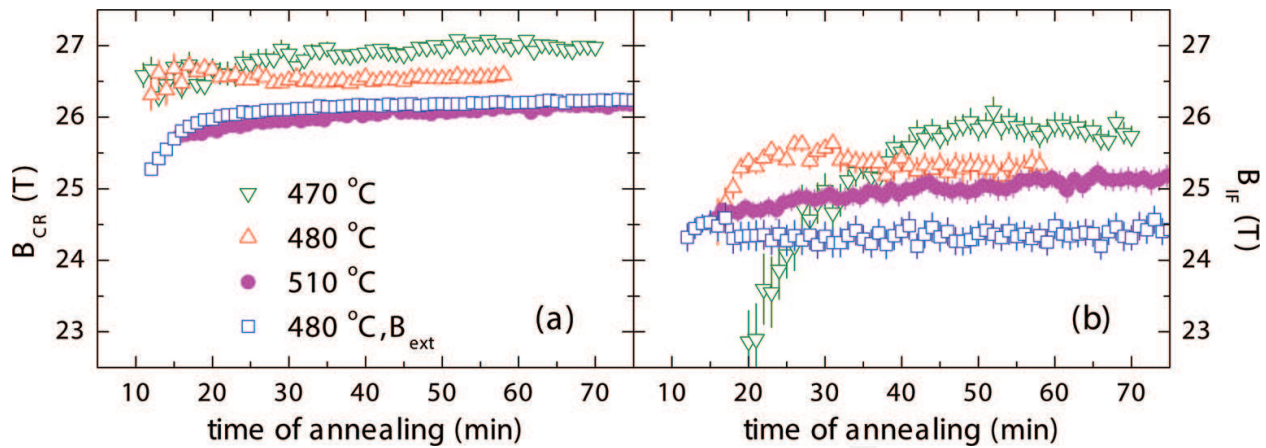 27
26
25
24
23
B_CR (T)
470 °C
480 °C
510 °C
480 °C, B_ext
(a)
10 20 30 40 50 60 70
time of annealing (min)
(b)
10 20 30 40 50 60 70
time of annealing (min)
27
26
25
24
23
B_IF (T)